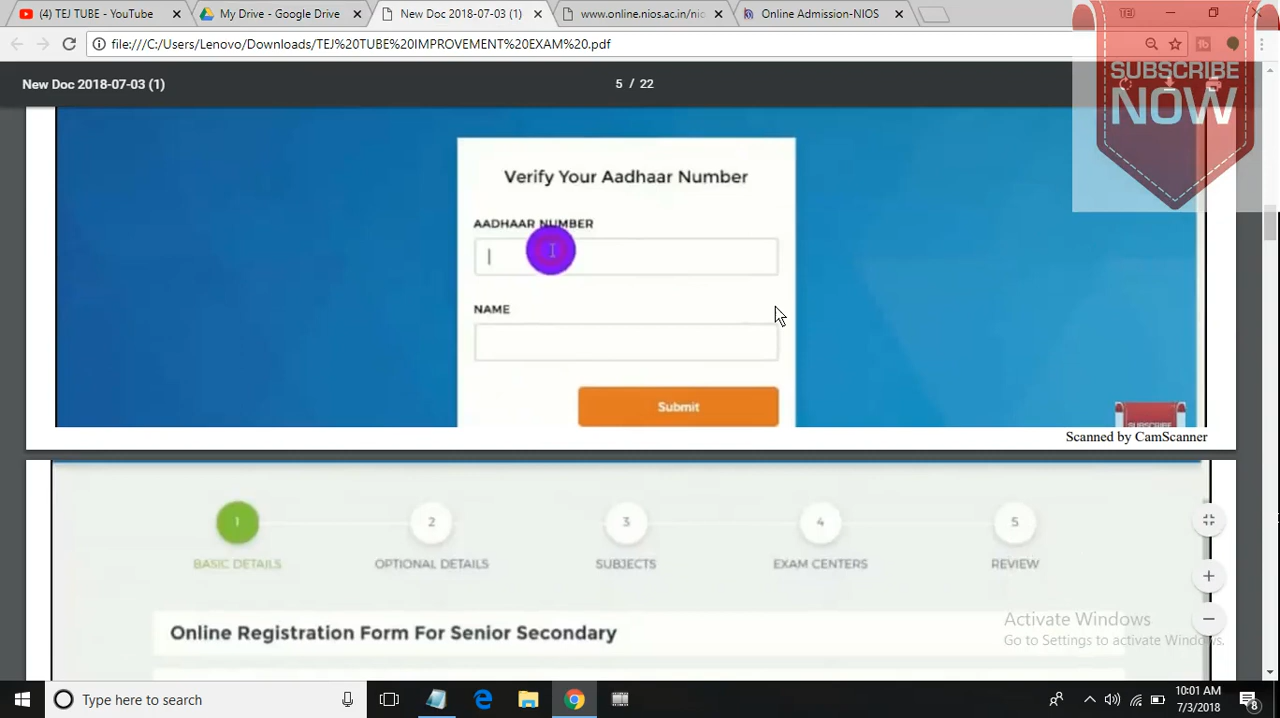 (4) TEJ TUBE - YouTube
My Drive - Google Drive
New Doc 2018-07-03 (1)
www.online.nios.ac.in/nio
Online Admission-NIOS
TEJ
file:///C:/Users/Lenovo/Downloads/TEJ%20TUBE%20IMPROVEMENT%20EXAM%20.pdf
New Doc 2018-07-03 (1)
5 / 22
SUBSCRIBE
NOW
Verify Your Aadhaar Number
AADHAAR NUMBER
NAME
Submit
SUBSCRIBE
Scanned by CamScanner
1
2
3
4
5
BASIC DETAILS
OPTIONAL DETAILS
SUBJECTS
EXAM CENTERS
REVIEW
Online Registration Form For Senior Secondary
Activate Windows
Go to Settings to activate Windows.
Type here to search
10:01 AM
7/3/2018
8